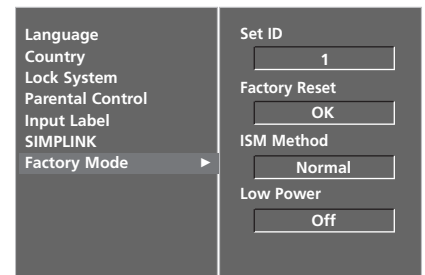 Language
Country
Lock System
Parental Control
Input Label
SIMPLINK
Factory Mode ►
Set ID
1
Factory Reset
OK
ISM Method
Normal
Low Power
Off